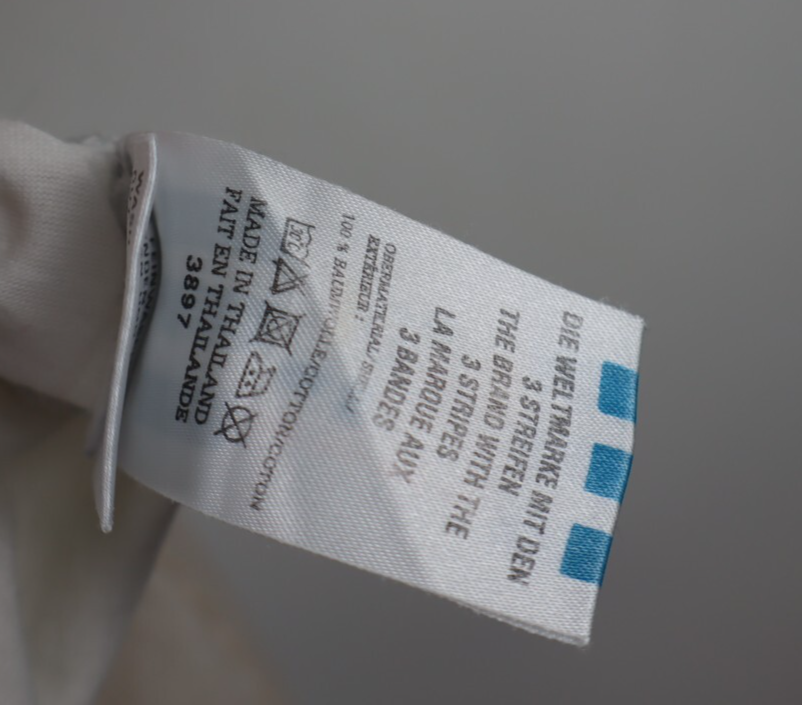 DIE WELTMARKE MIT DEN
3 STREIFEN
THE BRAND WITH THE
3 STRIPES
LA MARQUE AUX
3 BANDES
OBERMATERIAL/
EXTÉRIEUR :
100 % BAUMWOLLE/COTTON/COTON
30°
MADE IN THAILAND
FAIT EN THAILANDE
3897